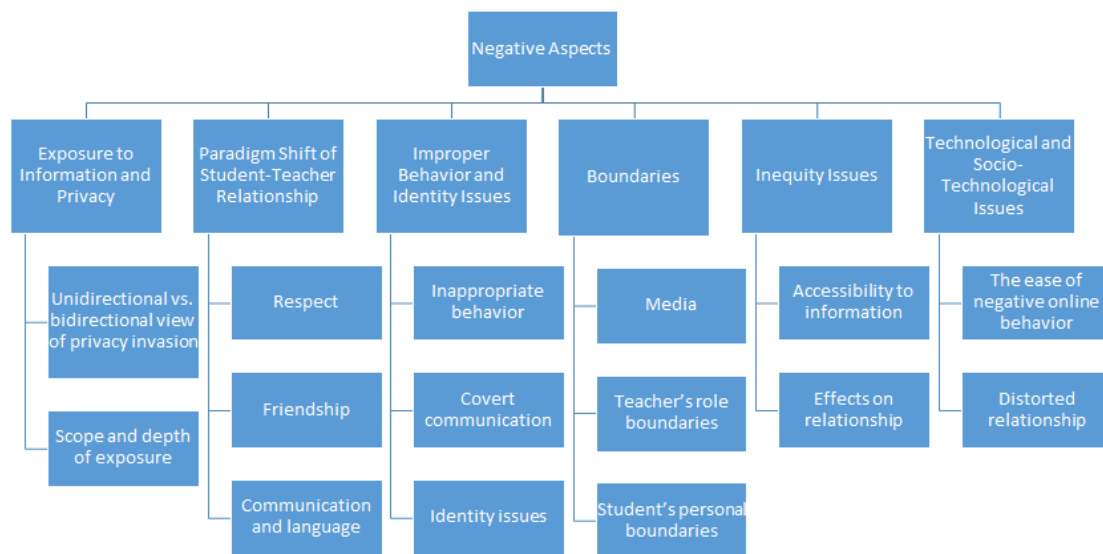 Negative Aspects
Exposure to
Information and
Privacy
Paradigm Shift of
Student-Teacher
Relationship
Improper
Behavior and
Identity Issues
Boundaries
Inequity Issues
Technological and
Socio-
Technological
Issues
Unidirectional vs.
bidirectional view
of privacy invasion
Scope and depth
of exposure
Respect
Friendship
Communication
and language
Inappropriate
behavior
Covert
communication
Identity issues
Media
Teacher's role
boundaries
Student's personal
boundaries
Accessibility to
information
Effects on
relationship
The ease of
negative online
behavior
Distorted
relationship